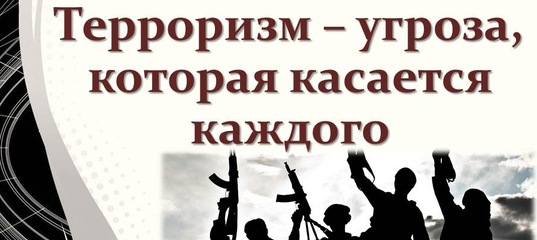 Терроризм – угроза,
которая касается
каждого